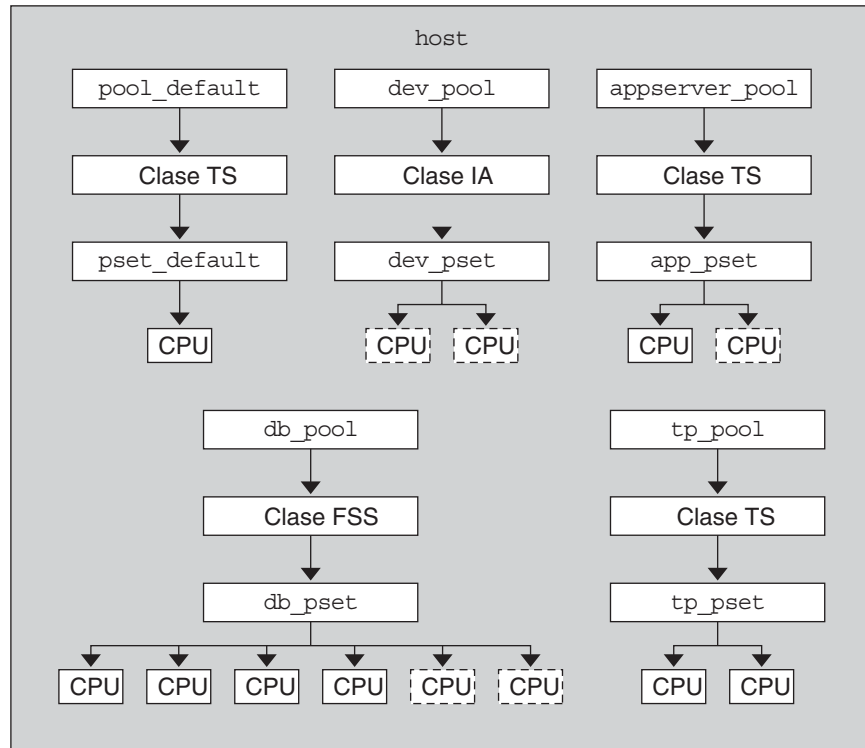 host
pool_default dev_pool appserver_pool
Clase TS Clase IA Clase TS
pset_default dev_pset app_pset
CPU CPU CPU CPU CPU
db_pool tp_pool
Clase FSS Clase TS
db_pset tp_pset
CPU CPU CPU CPU CPU CPU CPU CPU